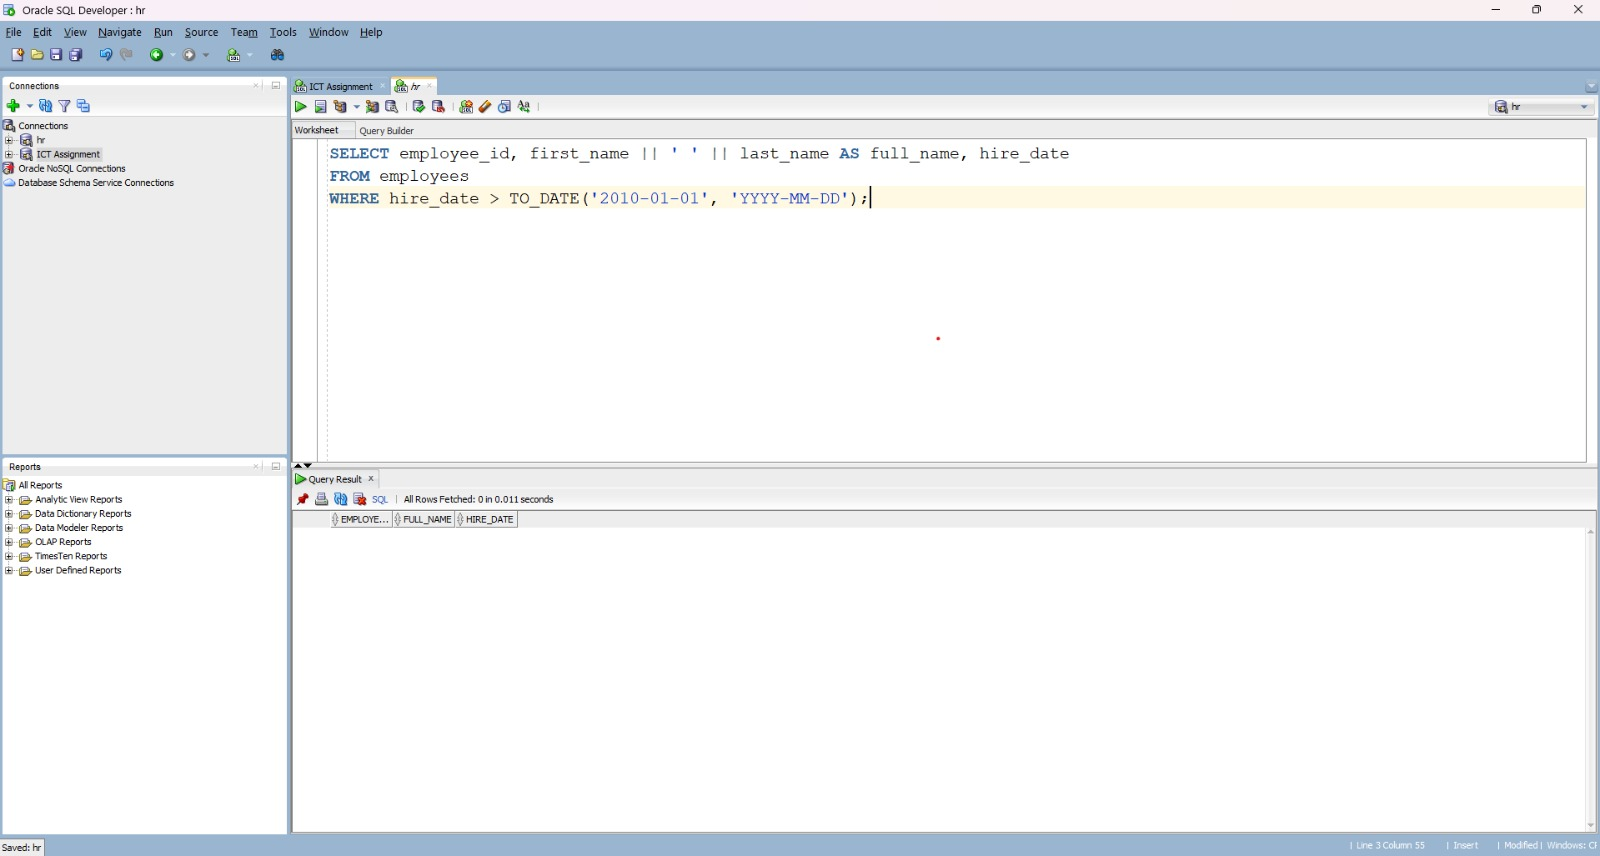 Oracle SQL Developer : hr
File Edit View Navigate Run Source Team Tools Window Help
Connections
Connections
hr
ICT Assignment
Oracle NoSQL Connections
Database Schema Service Connections
Reports
All Reports
Analytic View Reports
Data Dictionary Reports
Data Modeler Reports
OLAP Reports
TimesTen Reports
User Defined Reports
ICT Assignment
hr
hr
Worksheet Query Builder
SELECT employee_id, first_name || ' ' || last_name AS full_name, hire_date
FROM employees
WHERE hire_date > TO_DATE('2010-01-01', 'YYYY-MM-DD');
Query Result
SQL | All Rows Fetched: 0 in 0.011 seconds
EMPLOYE... FULL_NAME HIRE_DATE
Saved: hr
| Line 3 Column 55 | Insert | Modified | Windows: CR